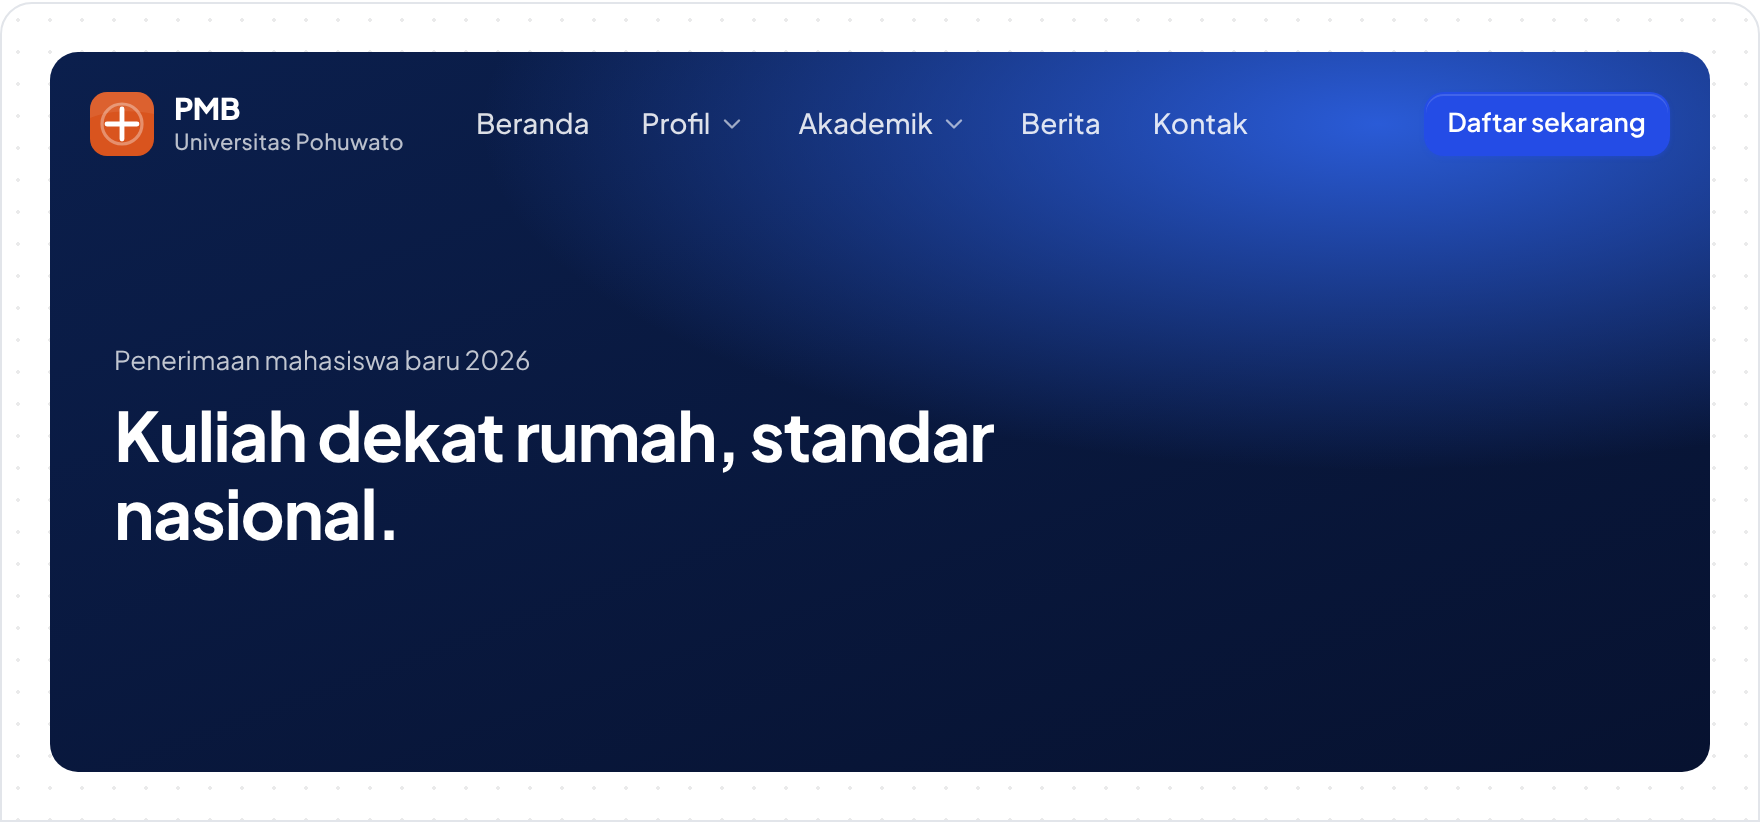 PMB
Universitas Pohuwato
Beranda
Profil
Akademik
Berita
Kontak
Daftar sekarang
Penerimaan mahasiswa baru 2026
Kuliah dekat rumah, standar
nasional.